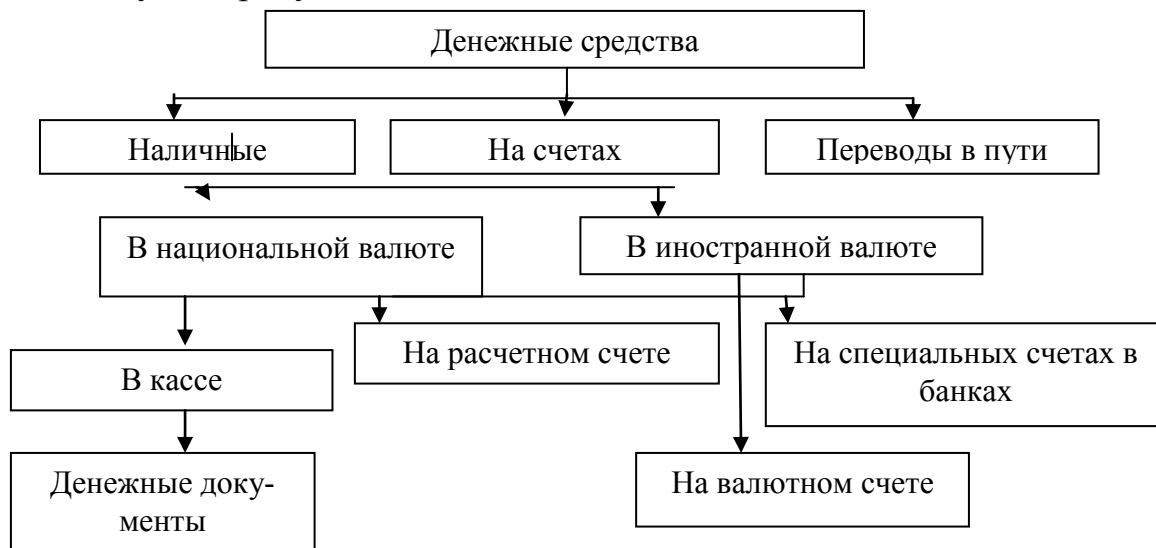 Денежные средства
Наличные
На счетах
Переводы в пути
В национальной валюте
В иностранной валюте
На расчетном счете
На специальных счетах в
банках
В кассе
Денежные доку-
менты
На валютном счете